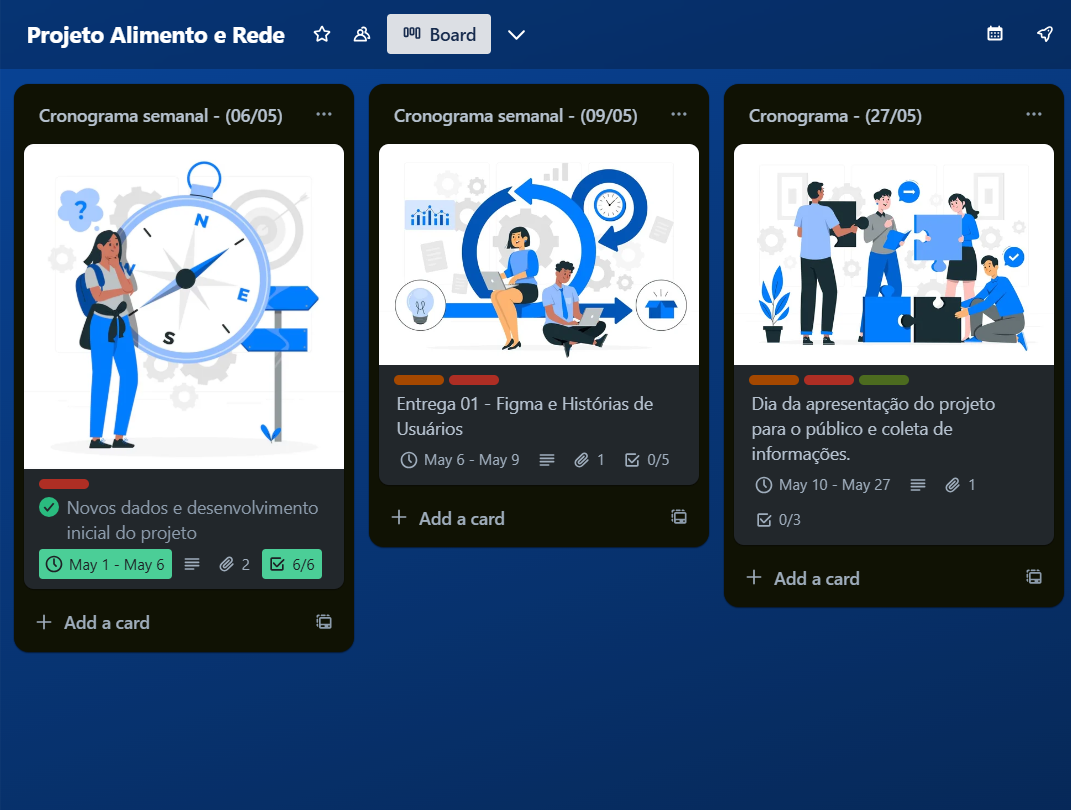 Projeto Alimento e Rede
Board
Cronograma semanal - (06/05)
?
N
W
E
S
Novos dados e desenvolvimento
inicial do projeto
May 1 - May 6
2
6/6
Add a card
Cronograma semanal - (09/05)
Entrega 01 - Figma e Histórias de
Usuários
May 6 - May 9
1
0/5
Add a card
Cronograma - (27/05)
Dia da apresentação do projeto
para o público e coleta de
informações.
May 10 - May 27
1
0/3
Add a card